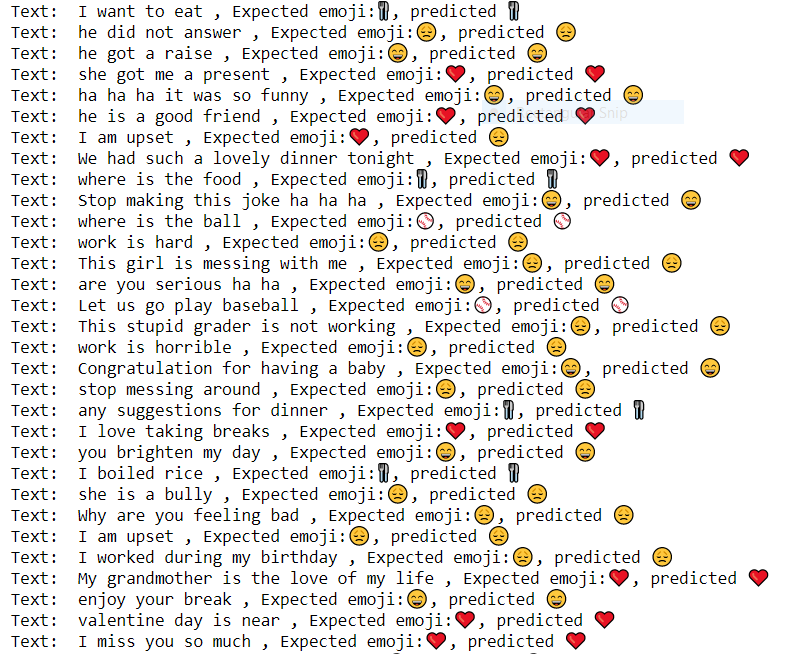 Text:  I want to eat , Expected emoji:🍴, predicted 🍴
Text:  he did not answer , Expected emoji:😞, predicted 😞
Text:  he got a raise , Expected emoji:😄, predicted 😄
Text:  she got me a present , Expected emoji:❤️, predicted ❤️
Text:  ha ha ha it was so funny , Expected emoji:😄, predicted 😄
Text:  he is a good friend , Expected emoji:❤️, predicted ❤️
Text:  I am upset , Expected emoji:❤️, predicted 😞
Text:  We had such a lovely dinner tonight , Expected emoji:❤️, predicted ❤️
Text:  where is the food , Expected emoji:🍴, predicted 🍴
Text:  Stop making this joke ha ha ha , Expected emoji:😄, predicted 😄
Text:  where is the ball , Expected emoji:⚾, predicted ⚾
Text:  work is hard , Expected emoji:😞, predicted 😞
Text:  This girl is messing with me , Expected emoji:😞, predicted 😞
Text:  are you serious ha ha , Expected emoji:😄, predicted 😄
Text:  Let us go play baseball , Expected emoji:⚾, predicted ⚾
Text:  This stupid grader is not working , Expected emoji:😞, predicted 😞
Text:  work is horrible , Expected emoji:😞, predicted 😞
Text:  Congratulation for having a baby , Expected emoji:😄, predicted 😄
Text:  stop messing around , Expected emoji:😞, predicted 😞
Text:  any suggestions for dinner , Expected emoji:🍴, predicted 🍴
Text:  I love taking breaks , Expected emoji:❤️, predicted ❤️
Text:  you brighten my day , Expected emoji:😄, predicted 😄
Text:  I boiled rice , Expected emoji:🍴, predicted 🍴
Text:  she is a bully , Expected emoji:😞, predicted 😞
Text:  Why are you feeling bad , Expected emoji:😞, predicted 😞
Text:  I am upset , Expected emoji:😞, predicted 😞
Text:  I worked during my birthday , Expected emoji:😞, predicted 😞
Text:  My grandmother is the love of my life , Expected emoji:❤️, predicted ❤️
Text:  enjoy your break , Expected emoji:😄, predicted 😄
Text:  valentine day is near , Expected emoji:❤️, predicted ❤️
Text:  I miss you so much , Expected emoji:❤️, predicted ❤️